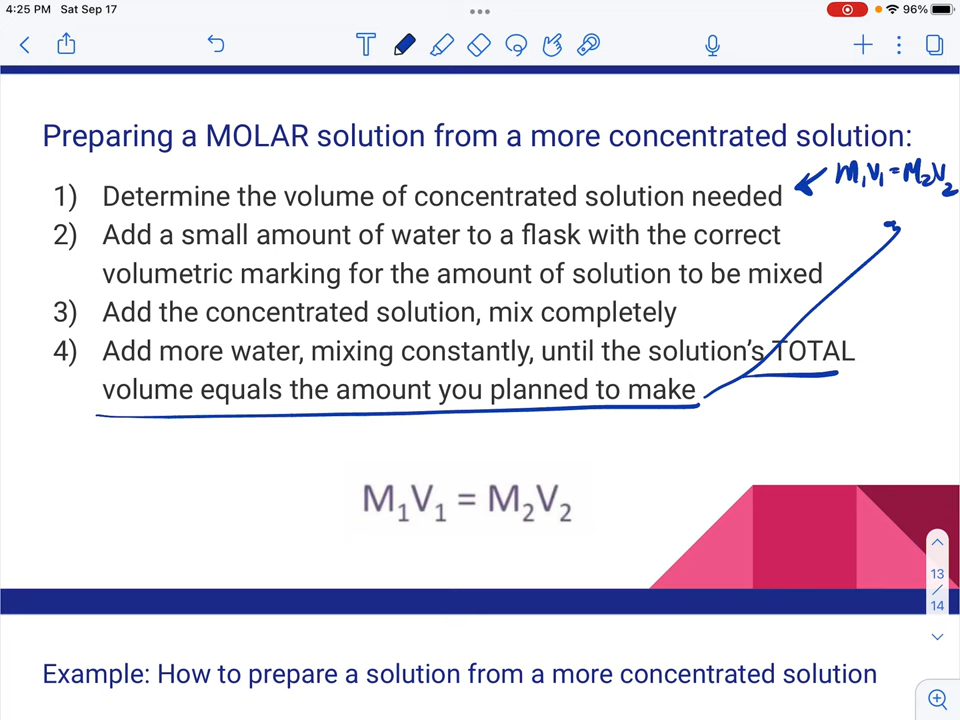 4:25 PM Sat Sep 17
96%
Preparing a MOLAR solution from a more concentrated solution:
M₁V₁ = M₂V₂
1) Determine the volume of concentrated solution needed
2) Add a small amount of water to a flask with the correct
volumetric marking for the amount of solution to be mixed
3) Add the concentrated solution, mix completely
4) Add more water, mixing constantly, until the solution's TOTAL
volume equals the amount you planned to make
M₁V₁ = M₂V₂
13
/
14
Example: How to prepare a solution from a more concentrated solution